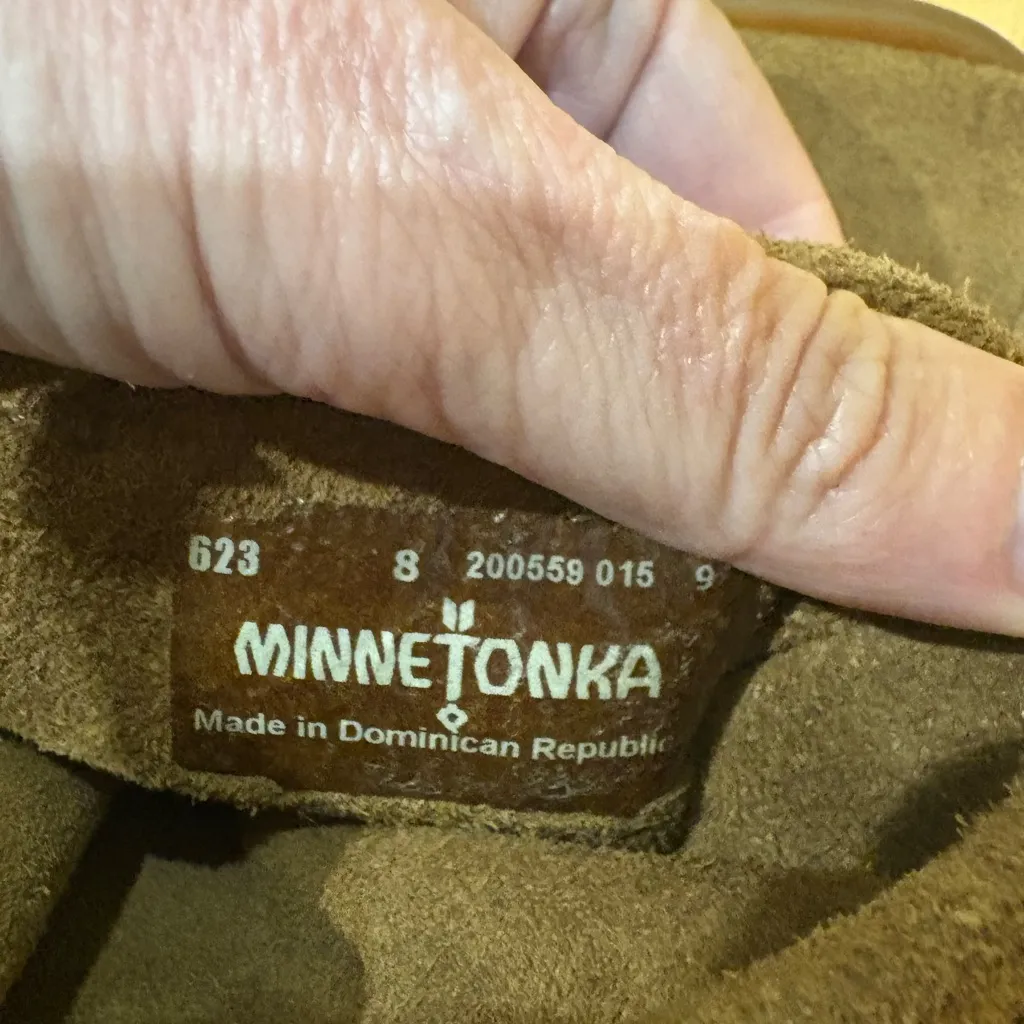 623 8 200559 015 9
MINNETONKA
Made in Dominican Republic